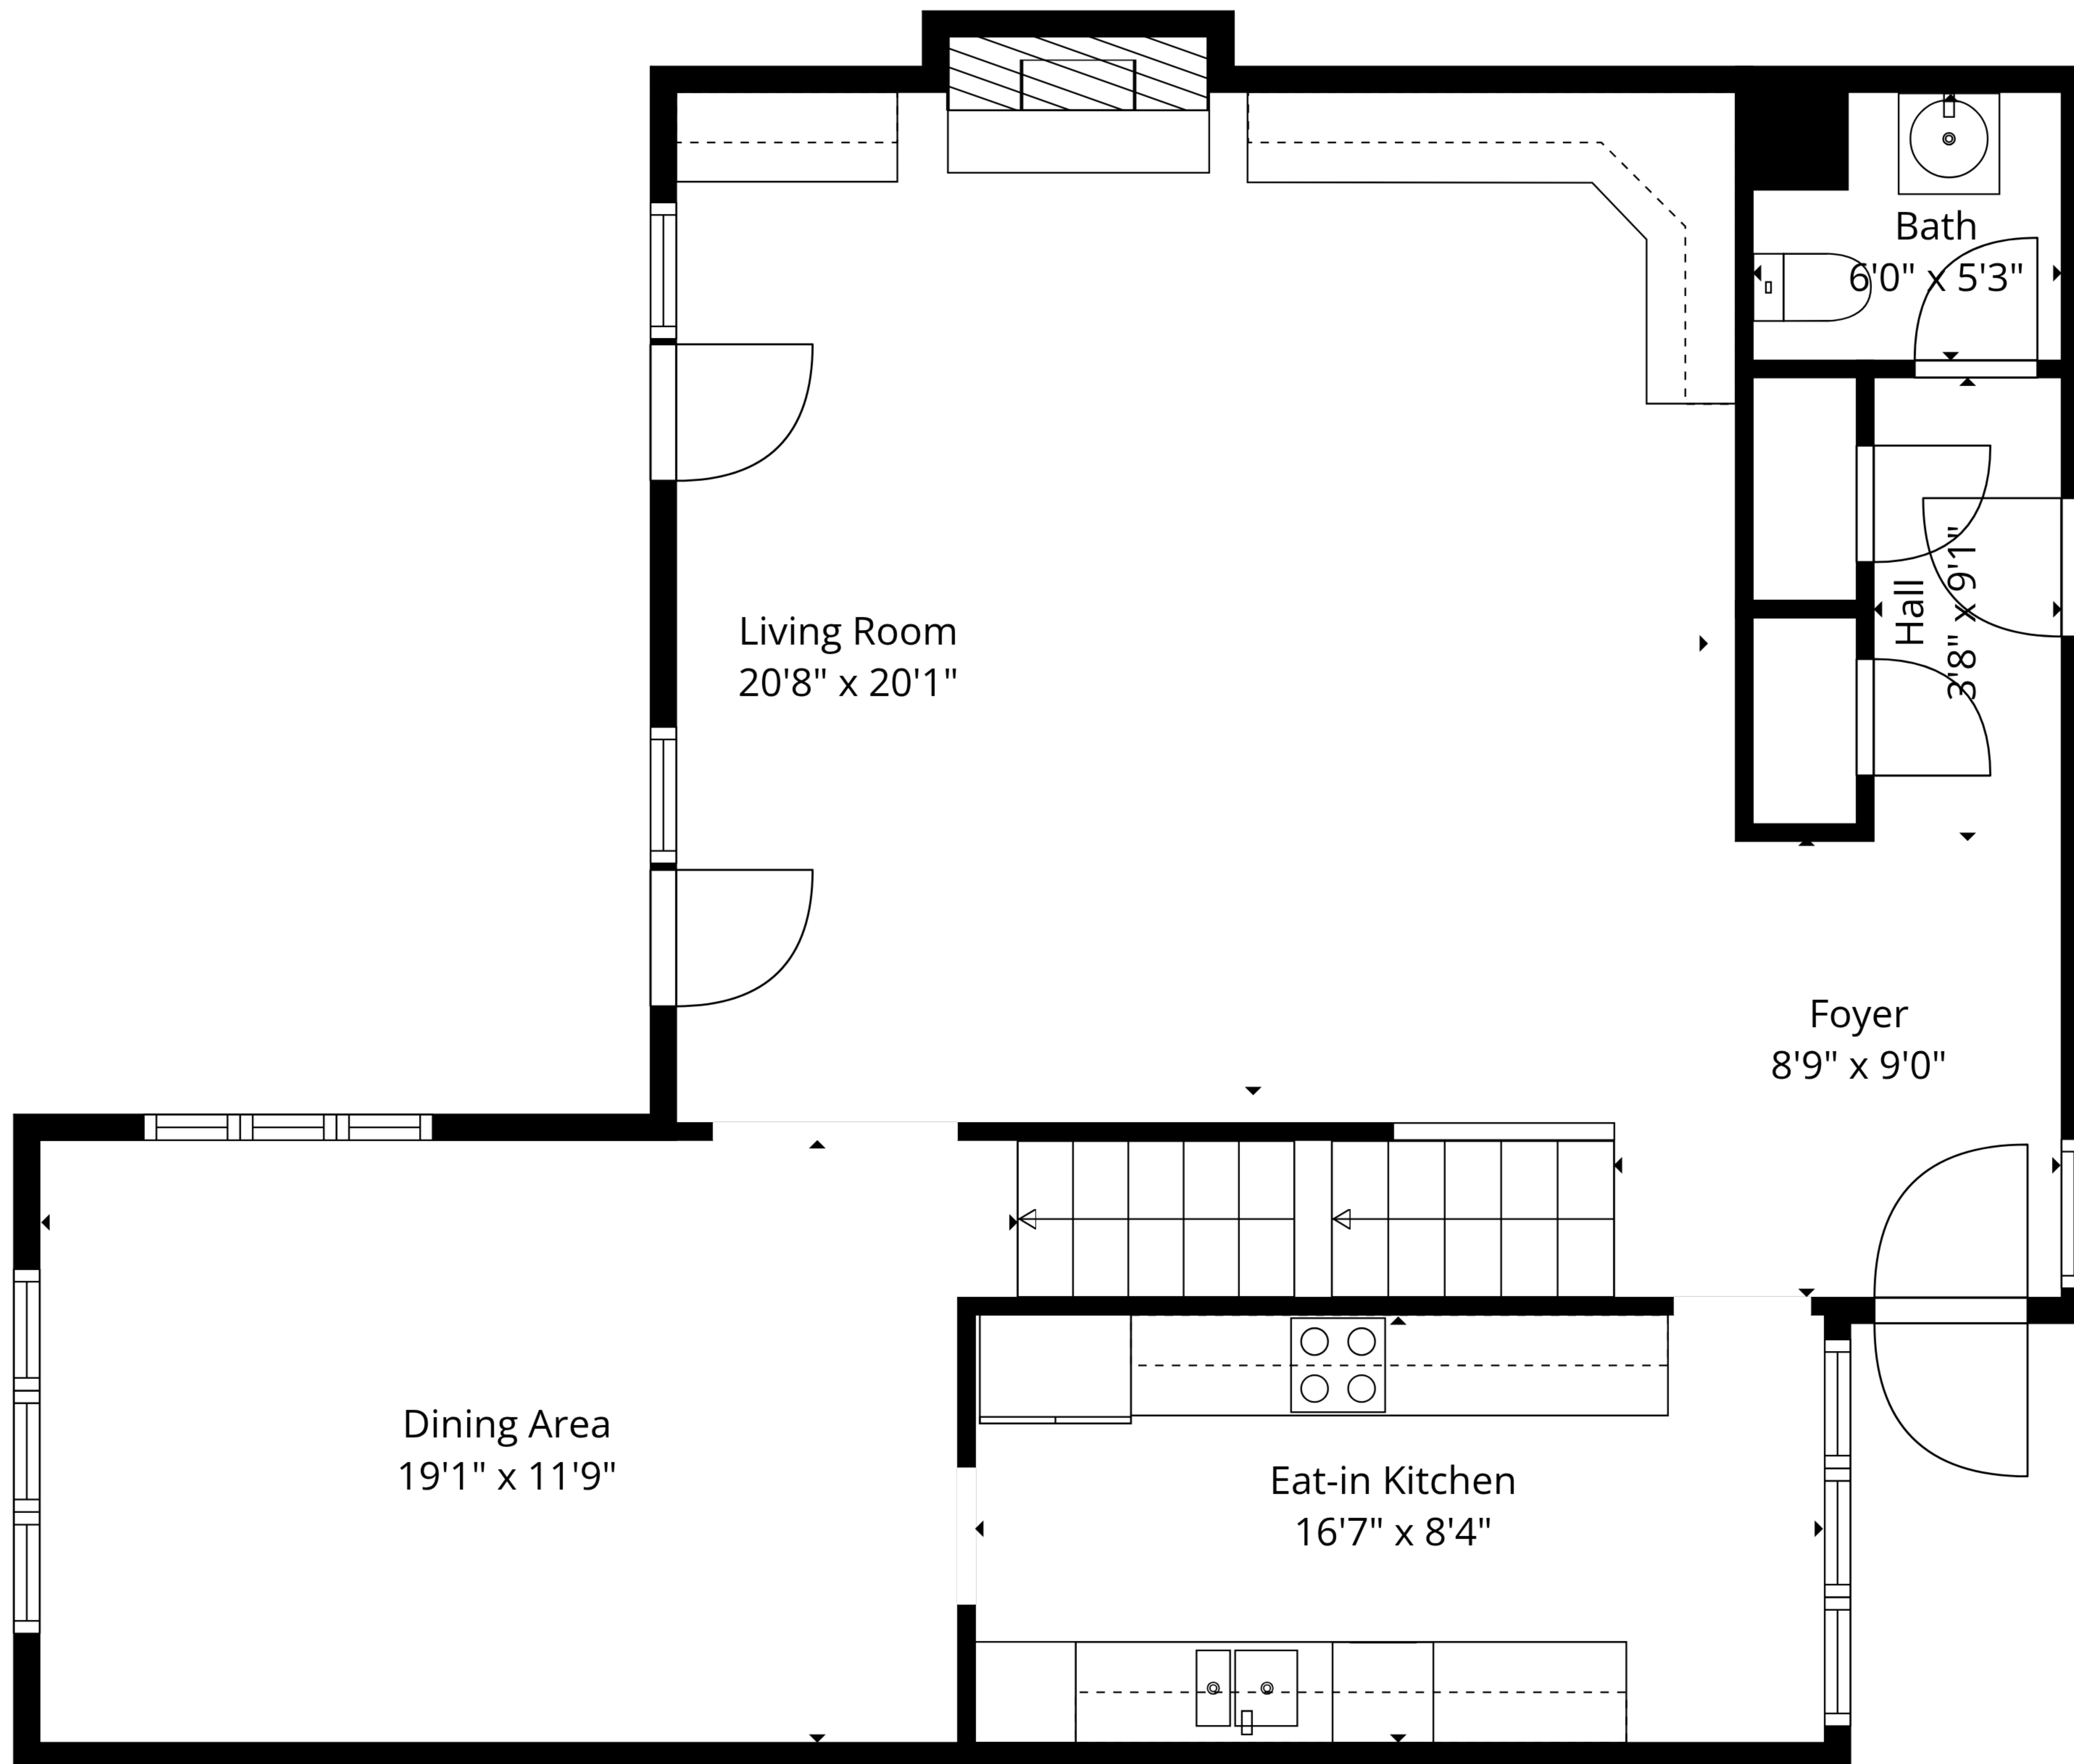 Bath
6'0" x 5'3"
Hall
3'8" x 9'1"
Living Room
20'8" x 20'1"
Foyer
8'9" x 9'0"
Dining Area
19'1" x 11'9"
Eat-in Kitchen
16'7" x 8'4"